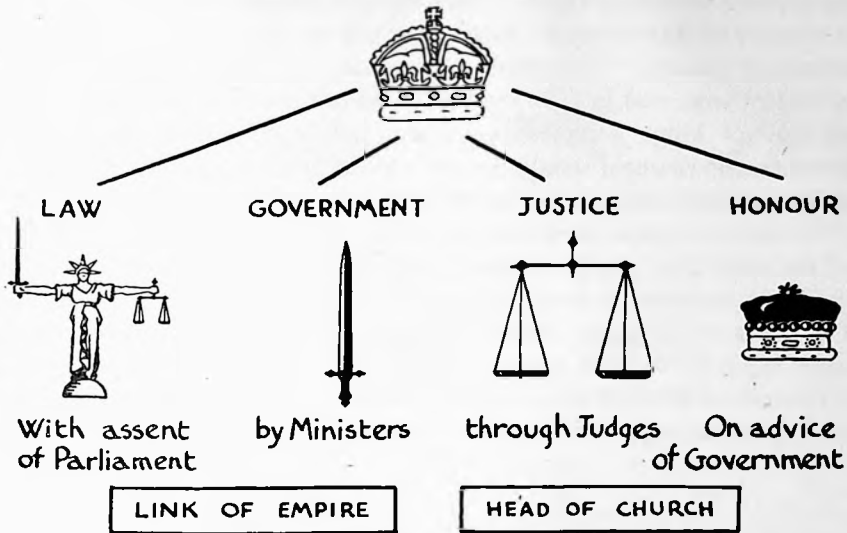 LAW
GOVERNMENT
JUSTICE
HONOUR
With assent
of Parliament
by Ministers
through Judges
On advice
of Government
LINK OF EMPIRE
HEAD OF CHURCH